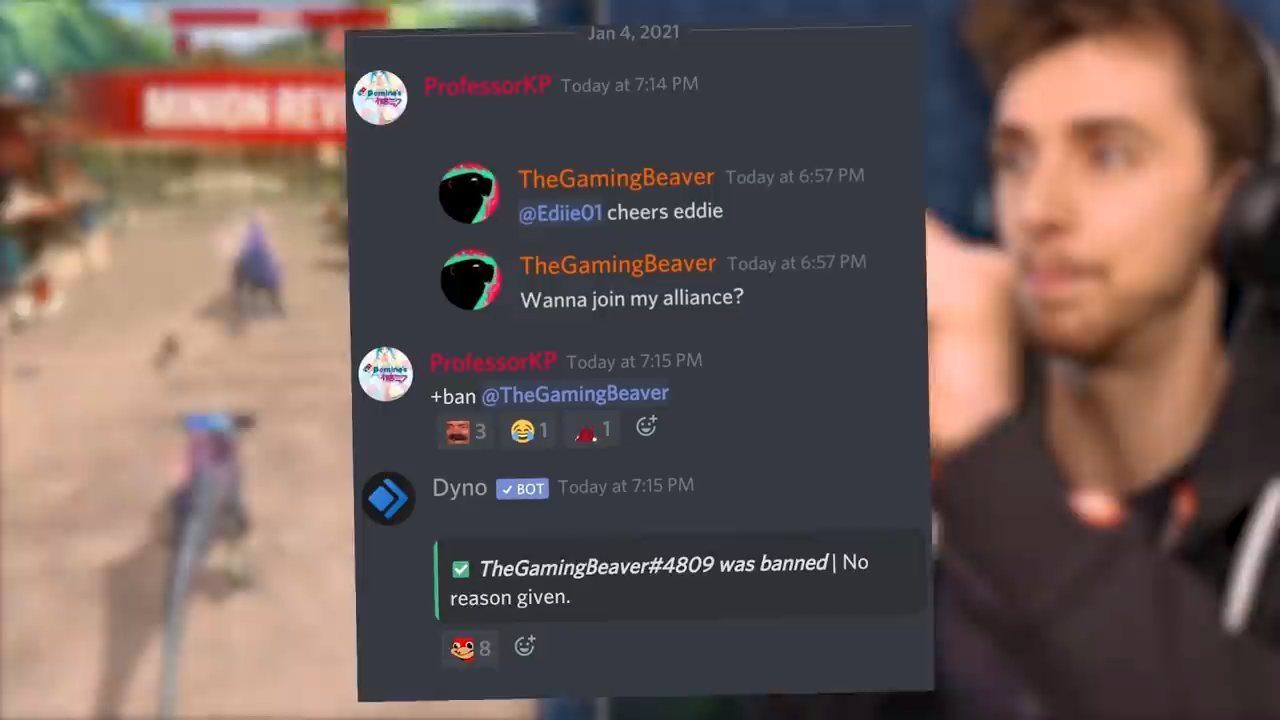 Jan 4, 2021
MINION REV
ProfessorKP Today at 7:14 PM
TheGamingBeaver Today at 6:57 PM
@Ediie01 cheers eddie
TheGamingBeaver Today at 6:57 PM
Wanna join my alliance?
ProfessorKP Today at 7:15 PM
+ban @TheGamingBeaver
3 1 1
Dyno ✓ BOT Today at 7:15 PM
TheGamingBeaver#4809 was banned | No
reason given.
8